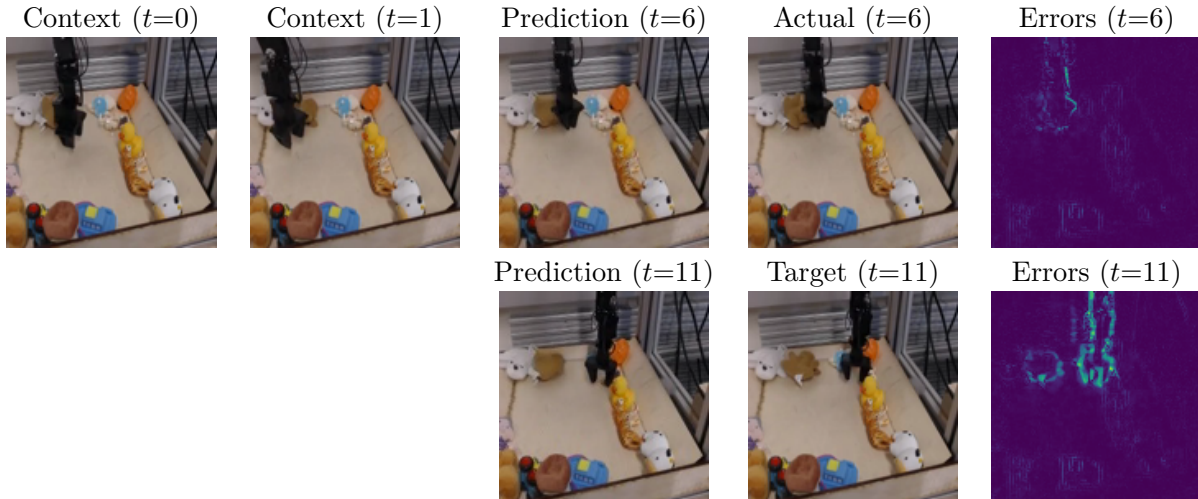 Context (t=0) Context (t=1) Prediction (t=6) Actual (t=6) Errors (t=6)
Prediction (t=11) Target (t=11) Errors (t=11)